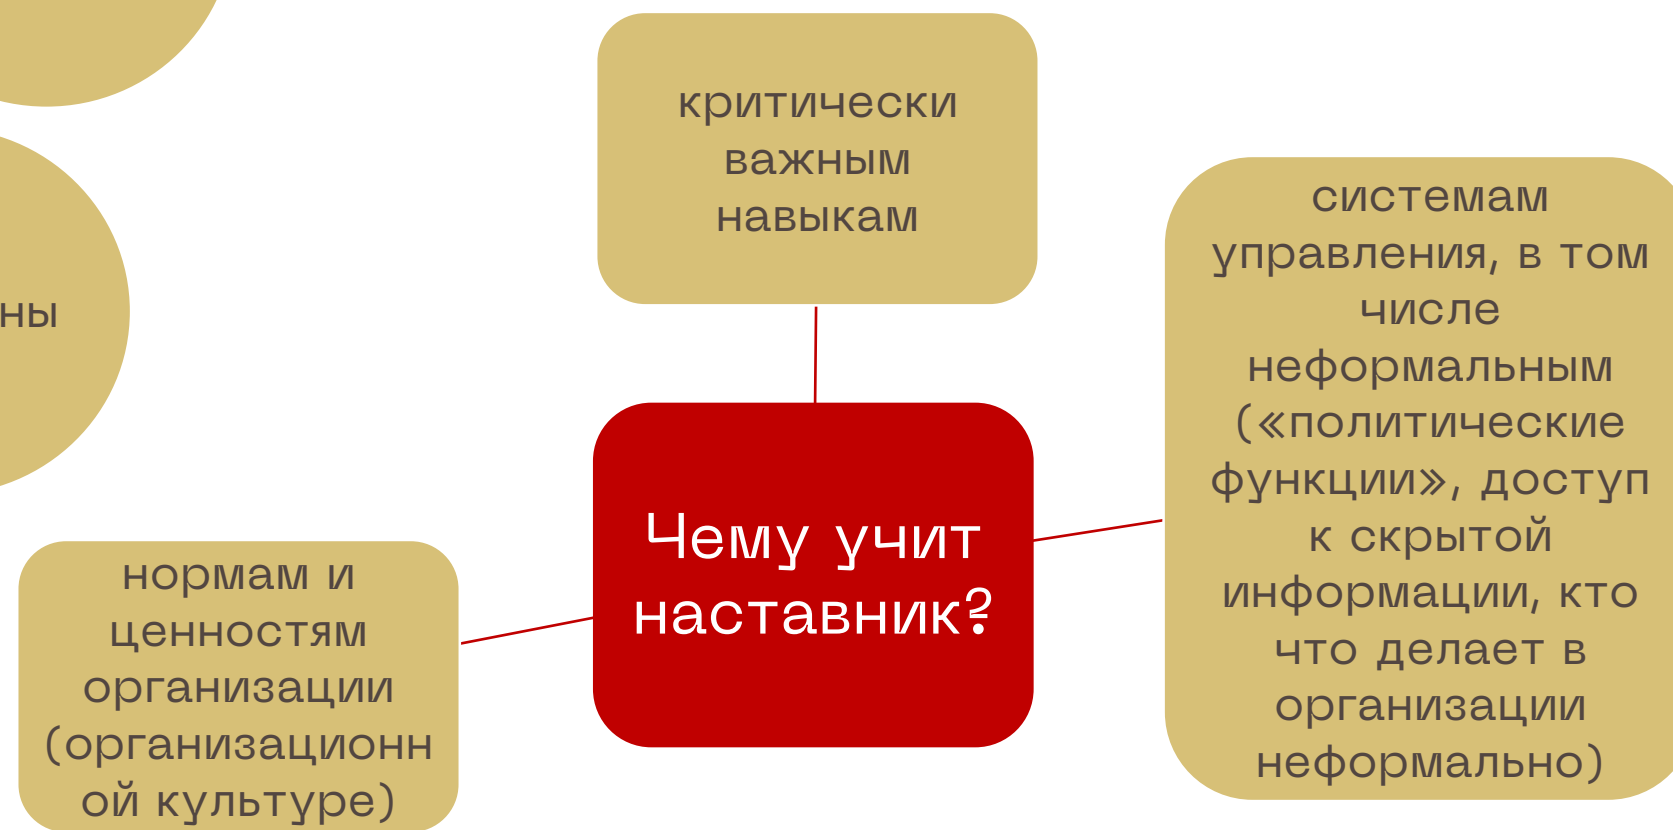 критически
важным
навыкам
системам
управления, в том
числе
неформальным
(«политические
функции», доступ
к скрытой
информации, кто
что делает в
организации
неформально)
ны
Чему учит
наставник?
нормам и
ценностям
организации
(организационн
ой культуре)